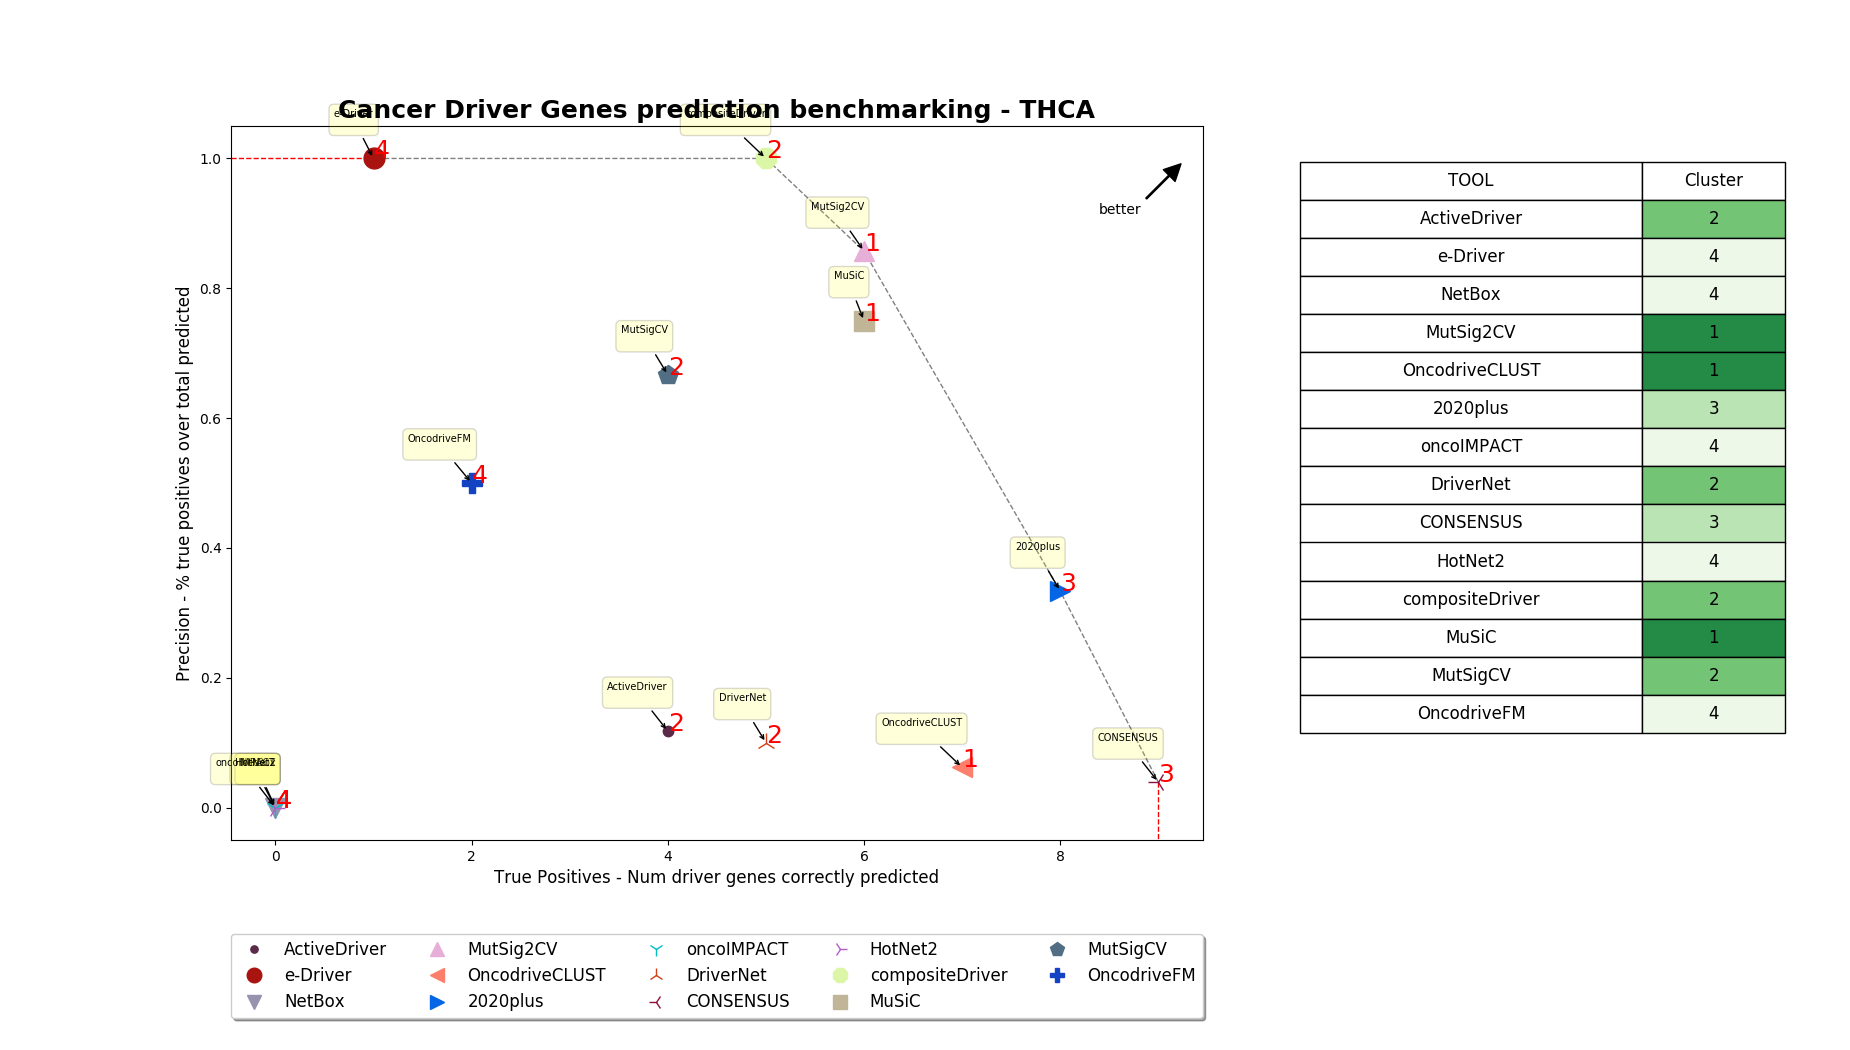 Cancer Driver Genes prediction benchmarking - THCA
e-Driver
4
compositeDriver
2
better
MutSig2CV
1
MuSiC
1
MutSigCV
2
OncodriveFM
4
2020plus
3
ActiveDriver
2
DriverNet
2
OncodriveCLUST
1
CONSENSUS
3
4
1.0
0.8
0.6
0.4
0.2
0.0
Precision - % true positives over total predicted
0 2 4 6 8
True Positives - Num driver genes correctly predicted
ActiveDriver MutSig2CV oncoIMPACT HotNet2 MutSigCV
e-Driver OncodriveCLUST DriverNet compositeDriver OncodriveFM
NetBox 2020plus CONSENSUS MuSiC
TOOL Cluster
ActiveDriver 2
e-Driver 4
NetBox 4
MutSig2CV 1
OncodriveCLUST 1
2020plus 3
oncoIMPACT 4
DriverNet 2
CONSENSUS 3
HotNet2 4
compositeDriver 2
MuSiC 1
MutSigCV 2
OncodriveFM 4